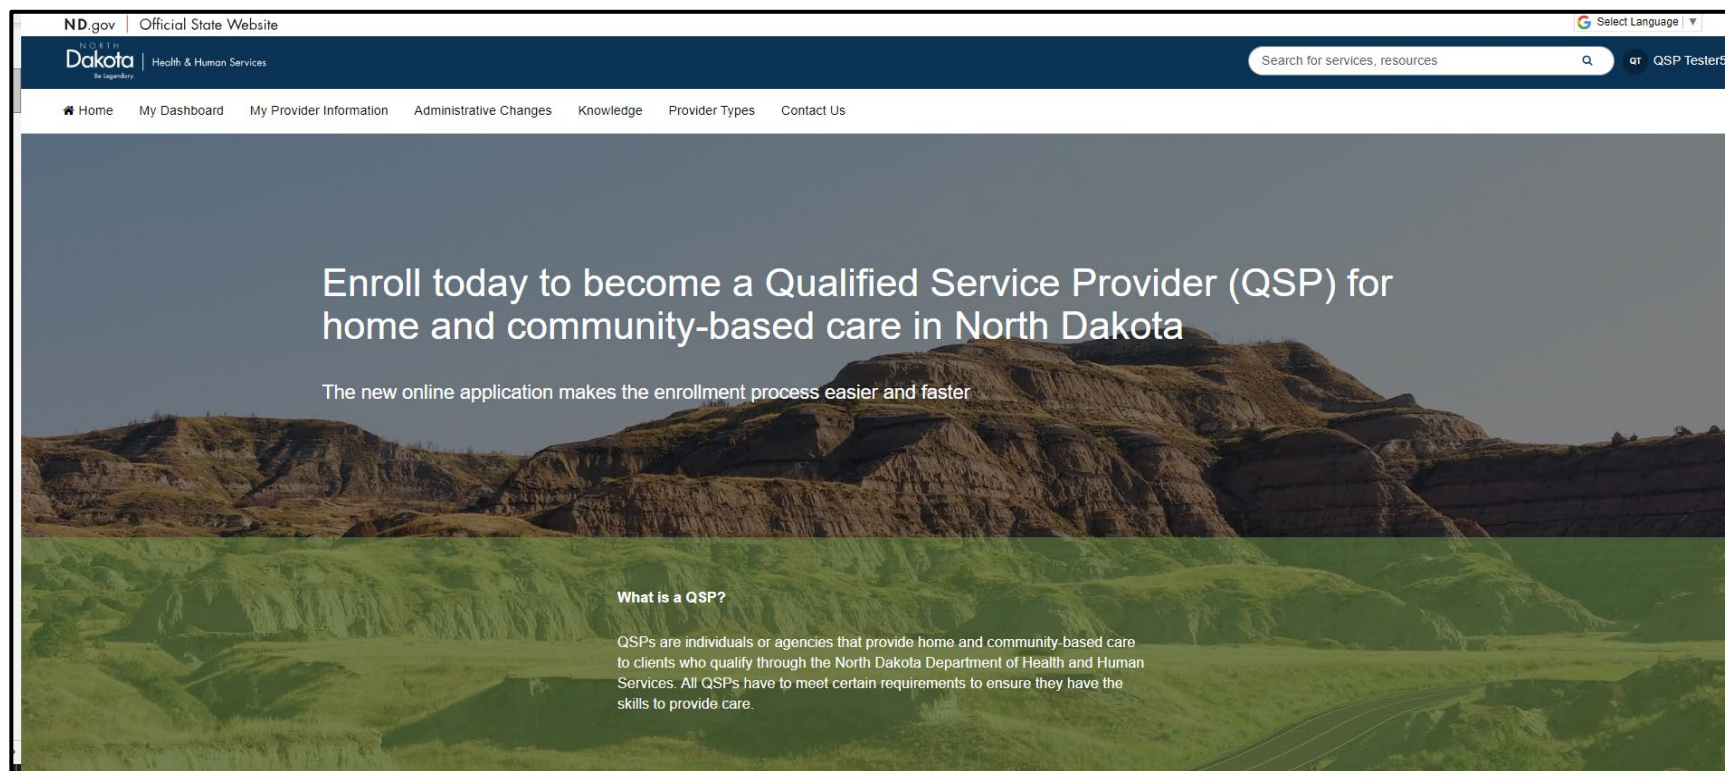 ND.gov | Official State Website
Select Language ▼
NORTH
Dakota | Health & Human Services
Be Legendary.
Search for services, resources
QT QSP Tester5
Home My Dashboard My Provider Information Administrative Changes Knowledge Provider Types Contact Us
Enroll today to become a Qualified Service Provider (QSP) for
home and community-based care in North Dakota
The new online application makes the enrollment process easier and faster
What is a QSP?
QSPs are individuals or agencies that provide home and community-based care
to clients who qualify through the North Dakota Department of Health and Human
Services. All QSPs have to meet certain requirements to ensure they have the
skills to provide care.